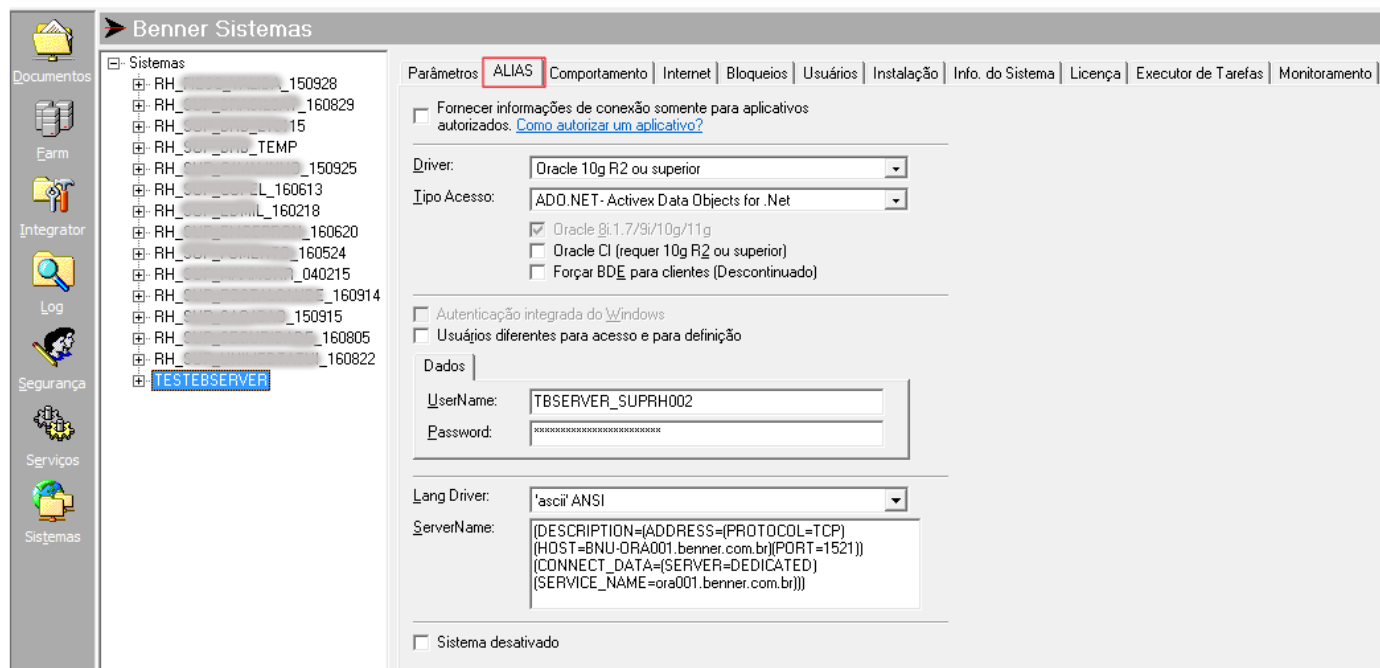 Benner Sistemas
Documentos
Farm
Integrator
Log
Segurança
Serviços
Sistemas
Sistemas
RH_ _150928
RH_ _160829
RH_ 15
RH_ _TEMP
RH_ _150925
RH_ L_160613
RH_ _160218
RH_ _160620
RH_ _160524
RH_ _040215
RH_ _160914
RH_ _150915
RH_ _160805
RH_ _160822
TESTEBSERVER
Parâmetros ALIAS Comportamento Internet Bloqueios Usuários Instalação Info. do Sistema Licença Executor de Tarefas Monitoramento
Fornecer informações de conexão somente para aplicativos
autorizados. Como autorizar um aplicativo?
Driver: Oracle 10g R2 ou superior
Tipo Acesso: ADO.NET- Activex Data Objects for .Net
Oracle 8i.1.7/9i/10g/11g
Oracle CI (requer 10g R2 ou superior)
Forçar BDE para clientes (Descontinuado)
Autenticação integrada do Windows
Usuários diferentes para acesso e para definição
Dados
UserName: TBSERVER_SUPRH002
Password: ************************
Lang Driver: 'ascii' ANSI
ServerName: (DESCRIPTION=(ADDRESS=(PROTOCOL=TCP)
(HOST=BNU-ORA001.benner.com.br)(PORT=1521))
(CONNECT_DATA=(SERVER=DEDICATED)
(SERVICE_NAME=ora001.benner.com.br)))
Sistema desativado